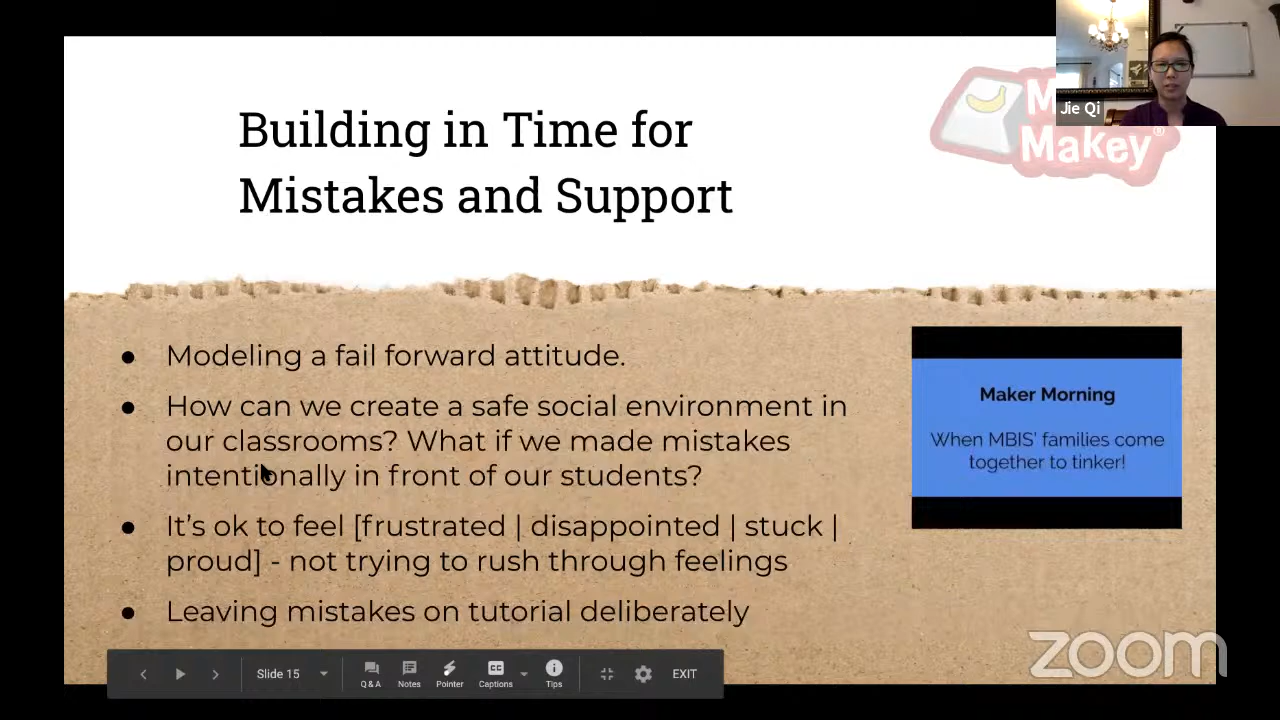 Building in Time for
Mistakes and Support
Jie Qi
Makey®
● Modeling a fail forward attitude.
● How can we create a safe social environment in
our classrooms? What if we made mistakes
intentionally in front of our students?
● It’s ok to feel [frustrated | disappointed | stuck |
proud] - not trying to rush through feelings
● Leaving mistakes on tutorial deliberately
Maker Morning
When MBIS’ families come
together to tinker!
Slide 15
Q & A
Notes
Pointer
Captions
Tips
EXIT
zoom